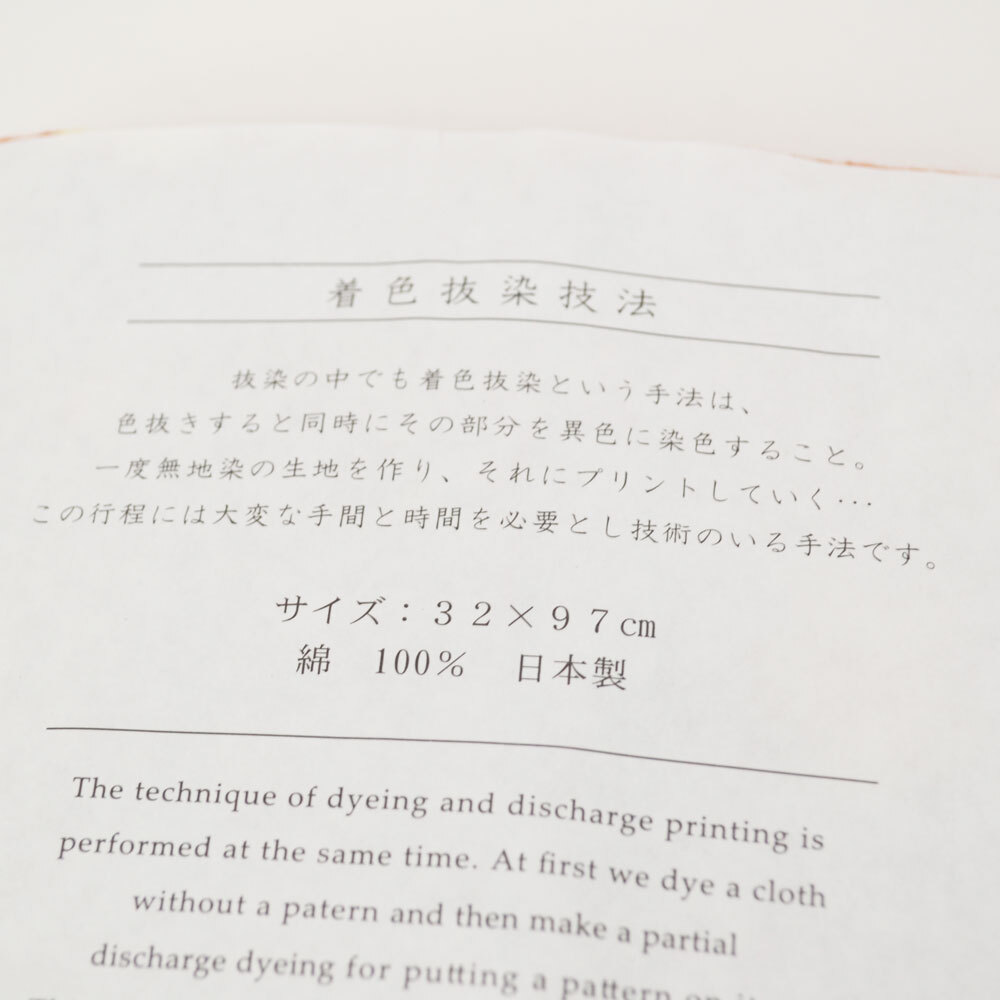 着色抜染技法
抜染の中でも着色抜染という手法は、
色抜きすると同時にその部分を異色に染色すること。
一度無地染の生地を作り、それにプリントしていく…
この行程には大変な手間と時間を必要とし技術のいる手法です。
サイズ：３２×９７cm
綿　100%　日本製
The technique of dyeing and discharge printing is
performed at the same time. At first we dye a cloth
without a patern and then make a partial
discharge dyeing for putting a pattern on